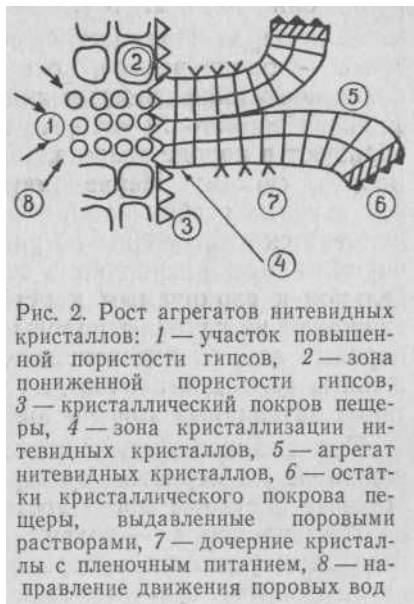 2
5
1
8
7
6
3
4
Рис. 2. Рост агрегатов нитевидных
кристаллов: 1 — участок повышен-
ной пористости гипсов, 2 — зона
пониженной пористости гипсов,
3 — кристаллический покров пеще-
ры, 4 — зона кристаллизации ни-
тевидных кристаллов, 5 — агрегат
нитевидных кристаллов, 6 — остат-
ки кристаллического покрова пе-
щеры, выдавленные поровыми
растворами, 7 — дочерние кристал-
лы с пленочным питанием, 8 — на-
правление движения поровых вод